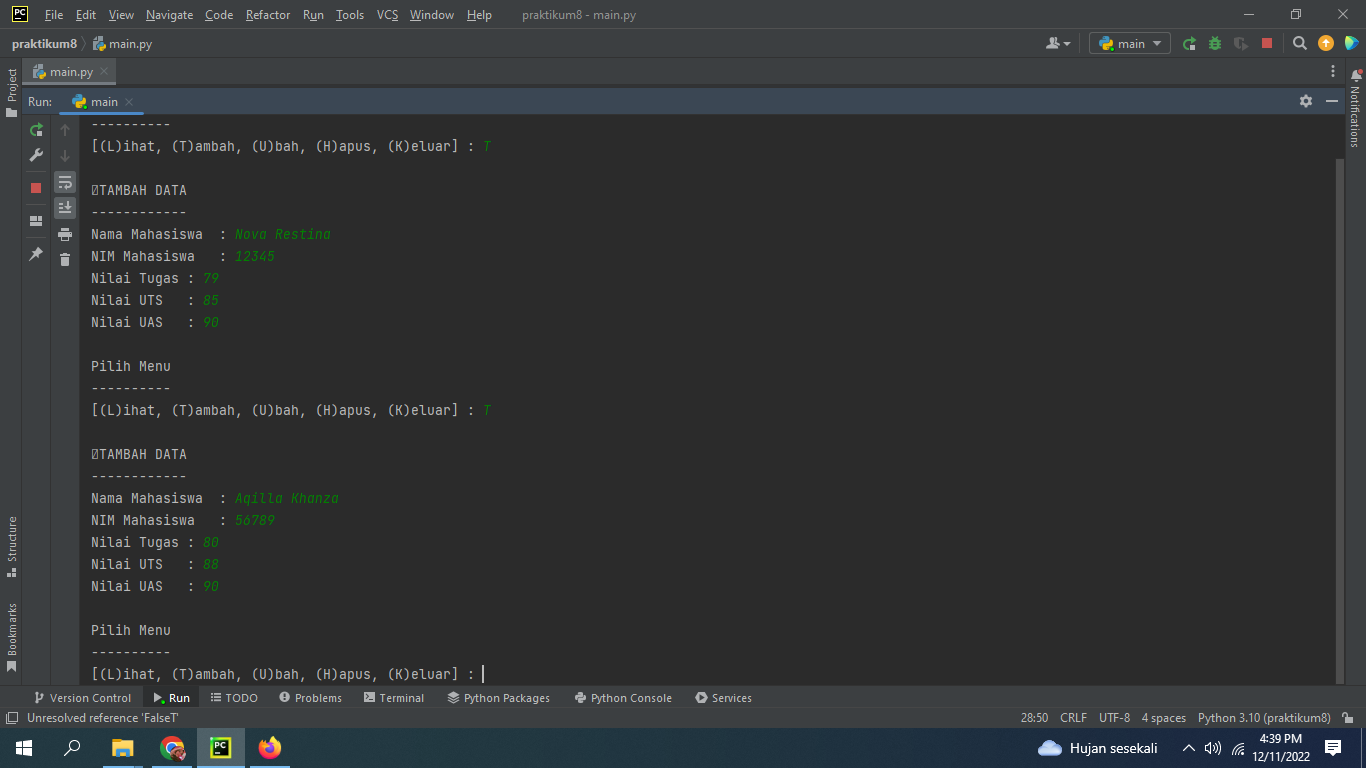 PC File Edit View Navigate Code Refactor Run Tools VCS Window Help praktikum8 - main.py
praktikum8 main.py main
Project main.py
Run: main
Notifications
----------
[(L)ihat, (T)ambah, (U)bah, (H)apus, (K)eluar] : T
TAMBAH DATA
------------
Nama Mahasiswa  : Nova Restina
NIM Mahasiswa   : 12345
Nilai Tugas : 79
Nilai UTS   : 85
Nilai UAS   : 90
Pilih Menu
----------
[(L)ihat, (T)ambah, (U)bah, (H)apus, (K)eluar] : T
TAMBAH DATA
------------
Nama Mahasiswa  : Aqilla Khanza
NIM Mahasiswa   : 56789
Nilai Tugas : 80
Nilai UTS   : 88
Nilai UAS   : 90
Pilih Menu
----------
[(L)ihat, (T)ambah, (U)bah, (H)apus, (K)eluar] :
Structure
Bookmarks
Version Control Run TODO Problems Terminal Python Packages Python Console Services
Unresolved reference 'FalseT' 28:50 CRLF UTF-8 4 spaces Python 3.10 (praktikum8)
PC Hujan sesekali 4:39 PM
12/11/2022